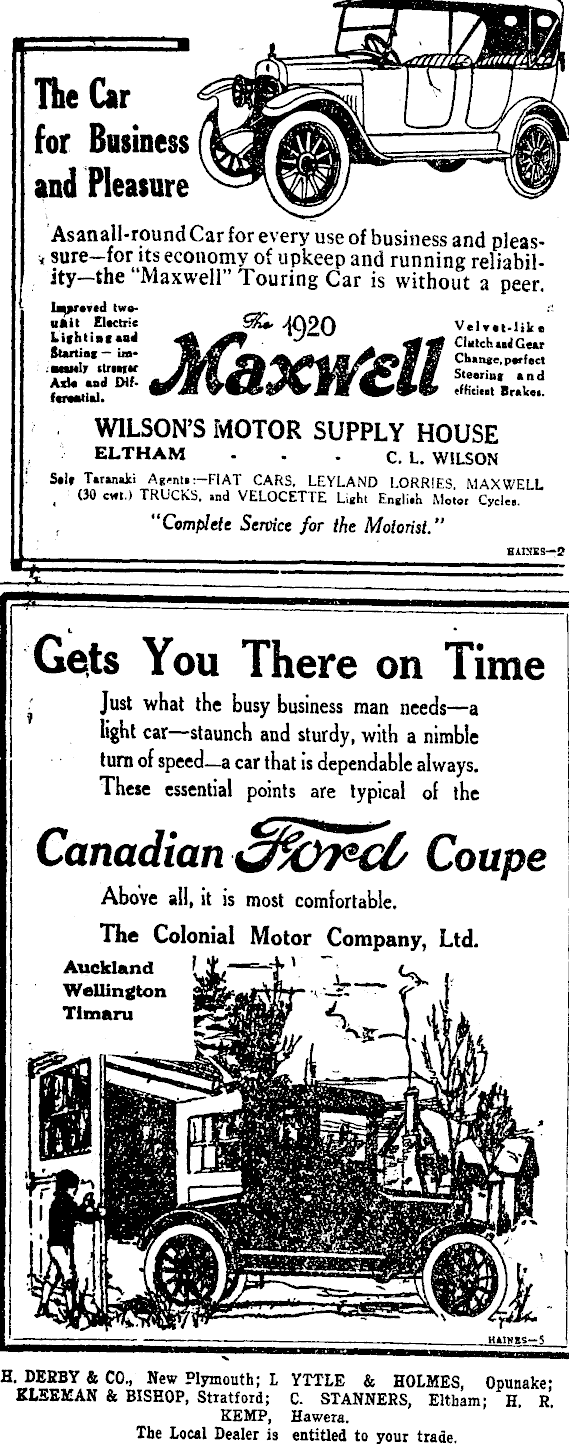 The Car
for Business
and Pleasure
As an all-round Car for every use of business and pleas-
sure—for its economy of upkeep and running reliabil-
ity—the "Maxwell" Touring Car is without a peer.
Improved two-
unit Electric
Lighting and
Starting — im-
mensely stronger
Axle and Dif-
ferential.
The 1920
Maxwell
Velvet-like
Clutch and Gear
Change, perfect
Steering and
efficient Brakes.
WILSON'S MOTOR SUPPLY HOUSE
ELTHAM - - - C. L. WILSON
Sole Taranaki Agents:—FIAT CARS, LEYLAND LORRIES, MAXWELL
(30 cwt.) TRUCKS, and VELOCETTE Light English Motor Cycles.
"Complete Service for the Motorist."
HAINES—2
Gets You There on Time
Just what the busy business man needs—a
light car—staunch and sturdy, with a nimble
turn of speed—a car that is dependable always.
These essential points are typical of the
Canadian Ford Coupe
Above all, it is most comfortable.
The Colonial Motor Company, Ltd.
Auckland
Wellington
Timaru
HAINES—5
H. DERBY & CO., New Plymouth; L YTTLE & HOLMES, Opunake;
KLEEMAN & BISHOP, Stratford; C. STANNERS, Eltham; H. R.
KEMP, Hawera.
The Local Dealer is entitled to your trade.